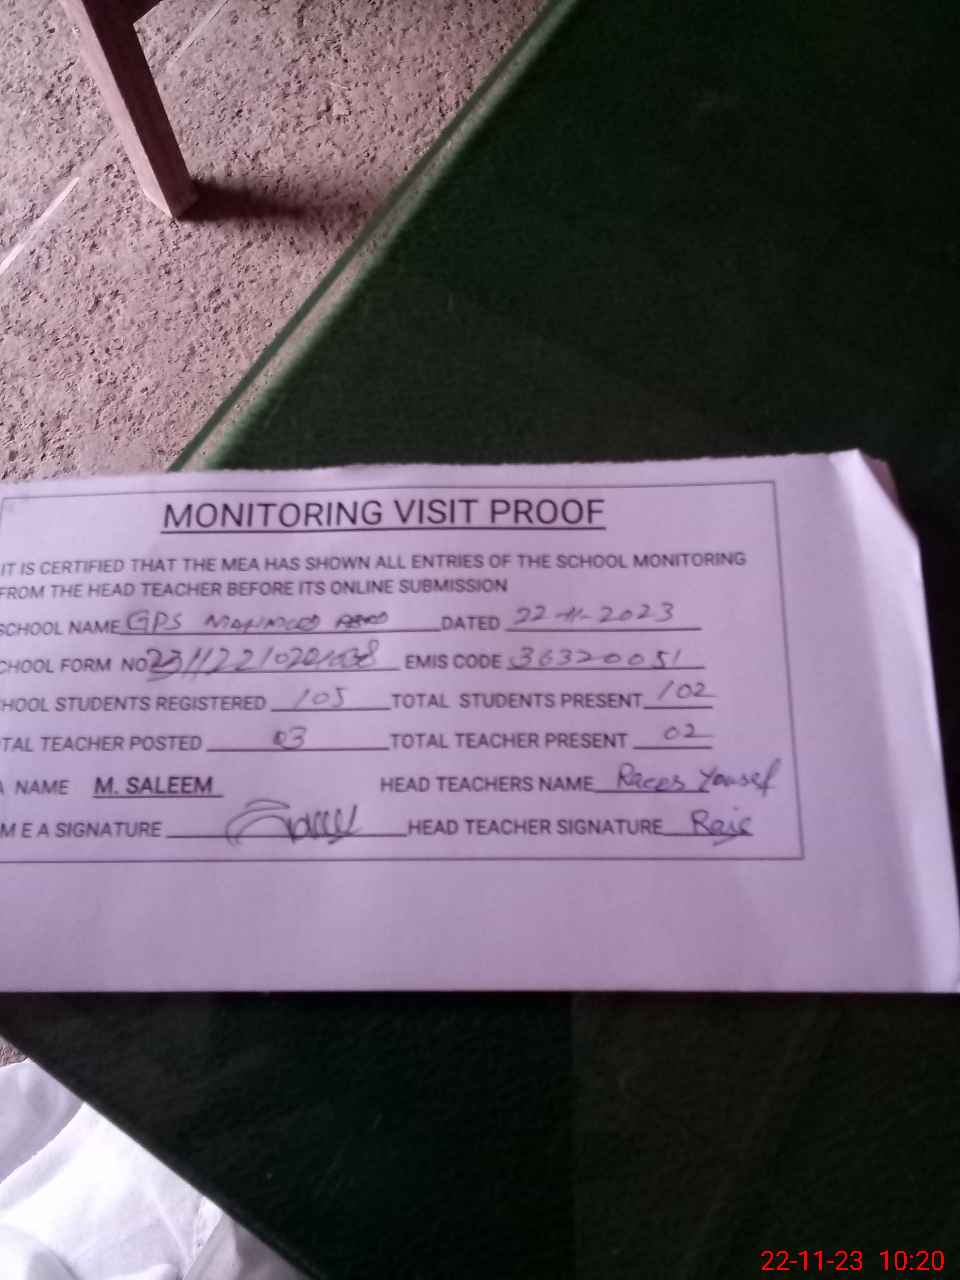 MONITORING VISIT PROOF
IT IS CERTIFIED THAT THE MEA HAS SHOWN ALL ENTRIES OF THE SCHOOL MONITORING
FROM THE HEAD TEACHER BEFORE ITS ONLINE SUBMISSION
SCHOOL NAME GPS DATED 22-11-2023
CHOOL FORM NO EMIS CODE 36320051
HOOL STUDENTS REGISTERED 105 TOTAL STUDENTS PRESENT 102
TAL TEACHER POSTED 03 TOTAL TEACHER PRESENT 02
A NAME M. SALEEM HEAD TEACHERS NAME Yousef
M E A SIGNATURE HEAD TEACHER SIGNATURE
22-11-23 10:20